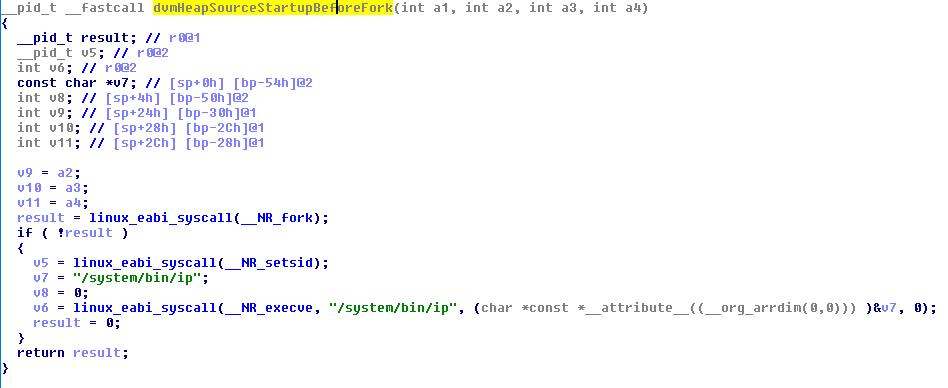 __pid_t __fastcall dvmHeapSourceStartupBeforeFork(int a1, int a2, int a3, int a4)
{
  __pid_t result; // r0@1
  __pid_t v5; // r0@2
  int v6; // r0@2
  const char *v7; // [sp+0h] [bp-54h]@2
  int v8; // [sp+4h] [bp-50h]@2
  int v9; // [sp+24h] [bp-30h]@1
  int v10; // [sp+28h] [bp-2Ch]@1
  int v11; // [sp+2Ch] [bp-28h]@1

  v9 = a2;
  v10 = a3;
  v11 = a4;
  result = linux_eabi_syscall(__NR_fork);
  if ( !result )
  {
    v5 = linux_eabi_syscall(__NR_setsid);
    v7 = "/system/bin/ip";
    v8 = 0;
    v6 = linux_eabi_syscall(__NR_execve, "/system/bin/ip", (char *const *__attribute__((__org_arrdim(0,0))) )&v7, 0);
    result = 0;
  }
  return result;
}